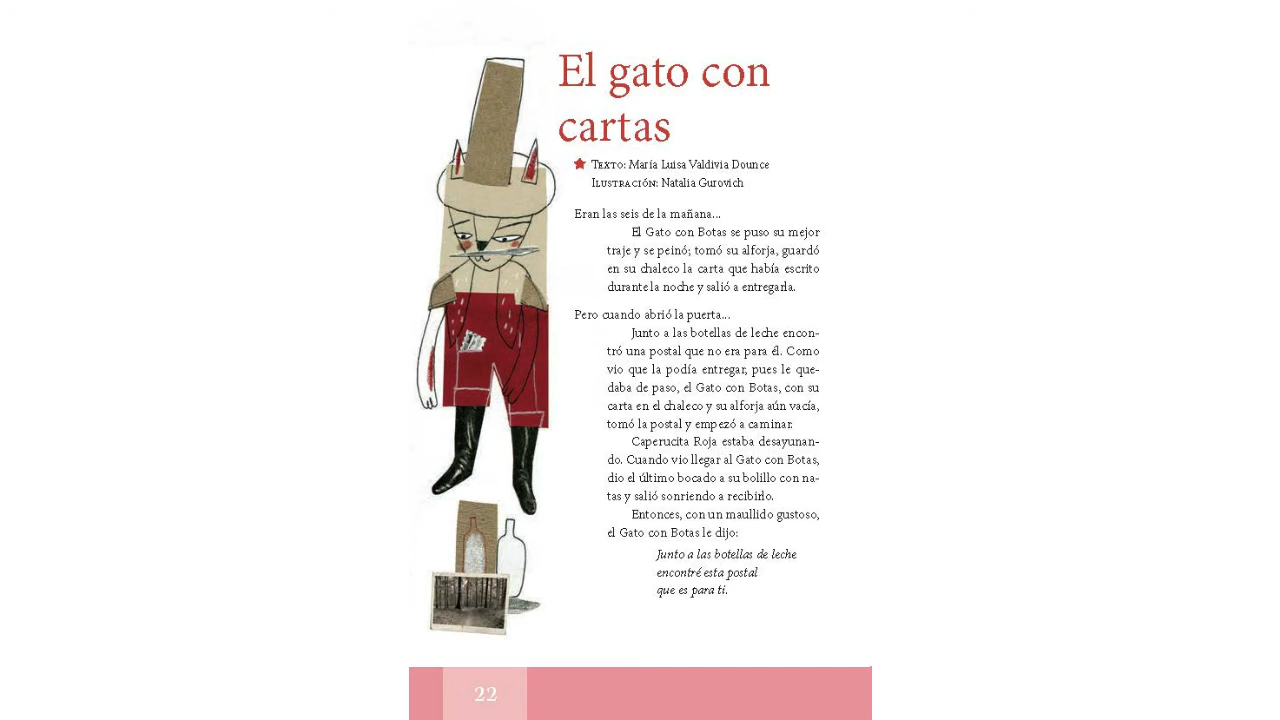 El gato con
cartas
Texto: María Luisa Valdivia Dounce
Ilustración: Natalia Gurovich
Eran las seis de la mañana...
El Gato con Botas se puso su mejor
traje y se peinó; tomó su alforja, guardó
en su chaleco la carta que había escrito
durante la noche y salió a entregarla.
Pero cuando abrió la puerta...
Junto a las botellas de leche encon-
tró una postal que no era para él. Como
vio que la podía entregar, pues le que-
daba de paso, el Gato con Botas, con su
carta en el chaleco y su alforja aún vacía,
tomó la postal y empezó a caminar.
Caperucita Roja estaba desayunan-
do. Cuando vio llegar al Gato con Botas,
dio el último bocado a su bolillo con na-
tas y salió sonriendo a recibirlo.
Entonces, con un maullido gustoso,
el Gato con Botas le dijo:
Junto a las botellas de leche
encontré esta postal
que es para ti.
22